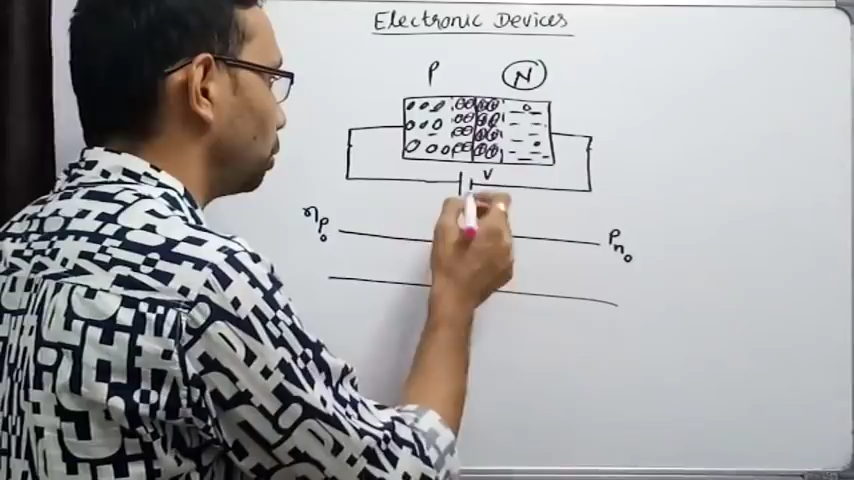 Electronic Devices
P N
V
np₀ Pn₀